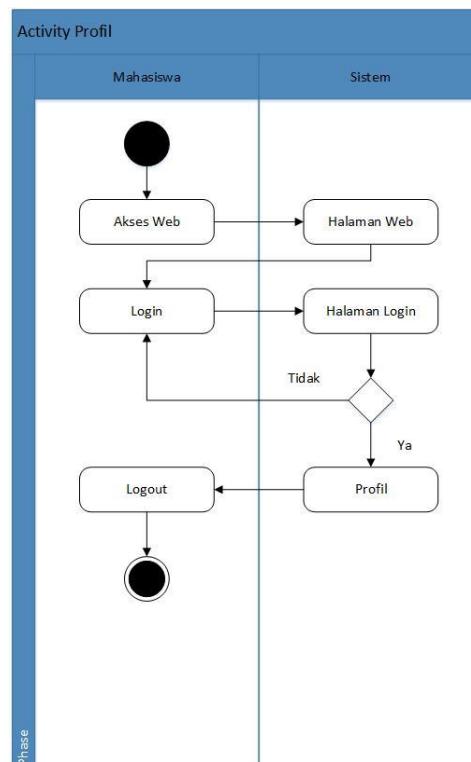 Activity Profil
Mahasiswa
Sistem
Akses Web
Halaman Web
Login
Halaman Login
Tidak
Ya
Logout
Profil
Phase